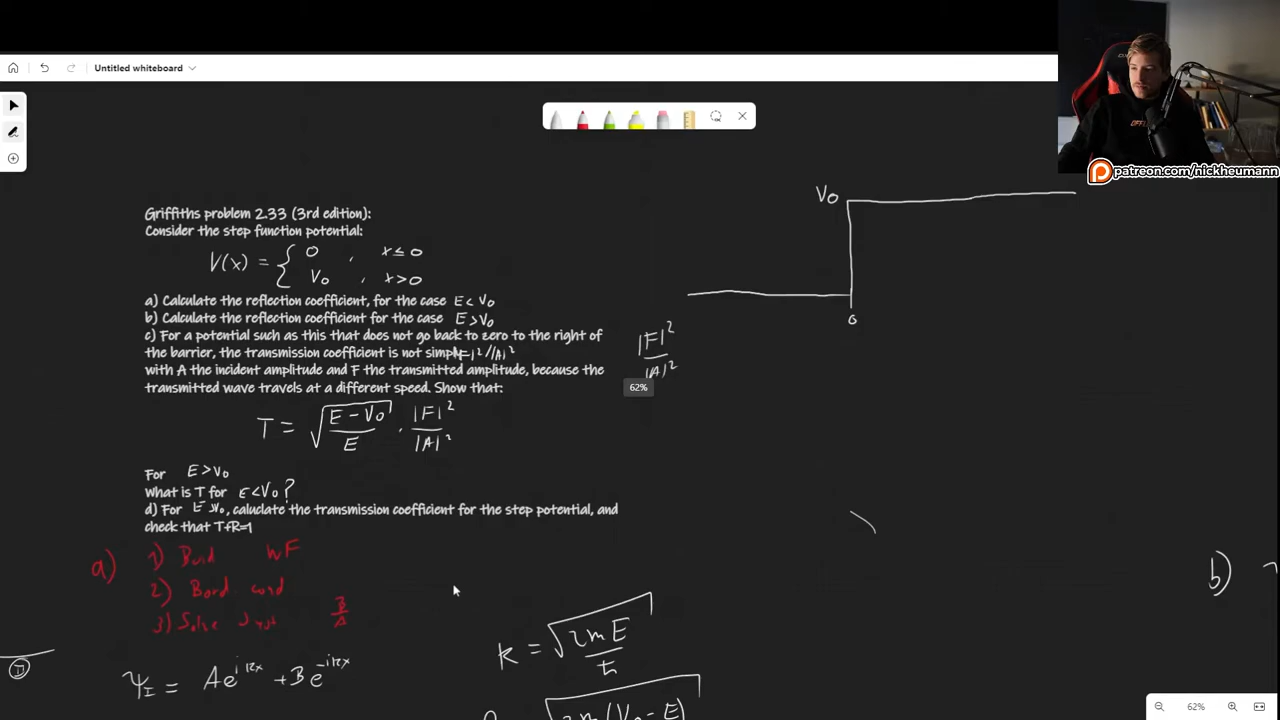 Untitled whiteboard
patreon.com/nickheumann
Griffiths problem 2.33 (3rd edition):
Consider the step function potential:
V(x) = { 0 , x ≤ 0
V0 , x > 0
a) Calculate the reflection coefficient, for the case E < V0
b) Calculate the reflection coefficient for the case E > V0
c) For a potential such as this that does not go back to zero to the right of
the barrier, the transmission coefficient is not simply |F|²/|A|²
with A the incident amplitude and F the transmitted amplitude, because the
transmitted wave travels at a different speed. Show that:
T = √((E - V0)/E) · |F|²/|A|²
For E > V0
What is T for E < V0?
d) For E > V0, caluclate the transmission coefficient for the step potential, and
check that T+R=1
V0
0
|F|²
|A|²
62%
a) 1) WF
2) Bord cond
3) Solve B/A
II
ψI = Ae^ikx + Be^-ikx
k = √2mE/ħ
√2m(V0 - E)
b)
62%